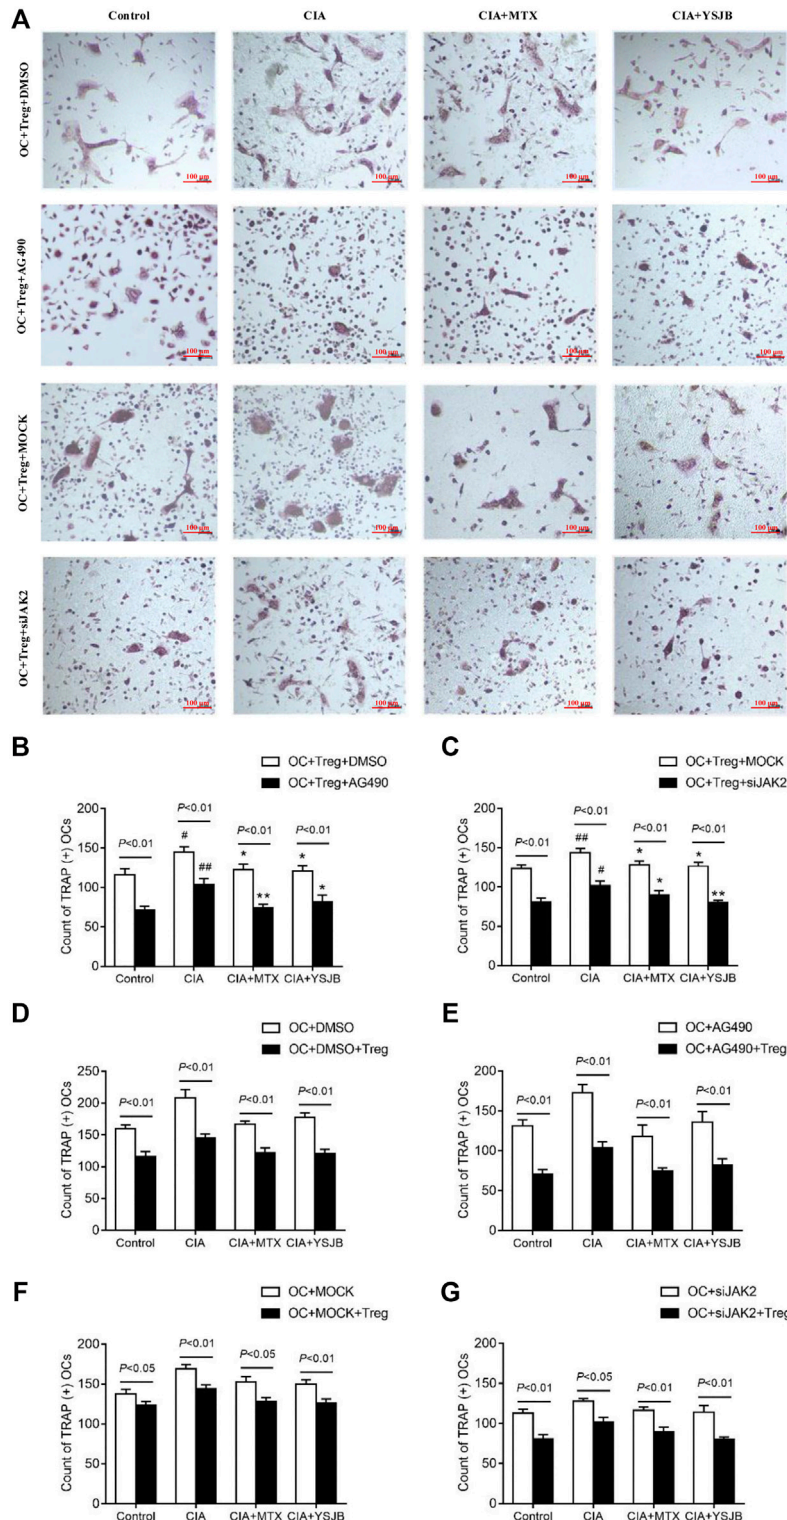 A
Control
CIA
CIA+MTX
CIA+YSJB
OC+Treg+DMSO
100 μm
100 μm
100 μm
100 μm
OC+Treg+AG490
100 μm
100 μm
100 μm
100 μm
OC+Treg+MOCK
100 μm
100 μm
100 μm
100 μm
OC+Treg+siJAK2
100 μm
100 μm
100 μm
100 μm
B
OC+Treg+DMSO
OC+Treg+AG490
Count of TRAP (+) OCs
200
150
100
50
0
P<0.01
P<0.01
P<0.01
P<0.01
#
##
*
**
*
*
Control
CIA
CIA+MTX
CIA+YSJB
C
OC+Treg+MOCK
OC+Treg+siJAK2
Count of TRAP (+) OCs
200
150
100
50
0
P<0.01
P<0.01
P<0.01
P<0.01
##
#
*
*
*
**
Control
CIA
CIA+MTX
CIA+YSJB
D
OC+DMSO
OC+DMSO+Treg
Count of TRAP (+) OCs
250
200
150
100
50
0
P<0.01
P<0.01
P<0.01
P<0.01
Control
CIA
CIA+MTX
CIA+YSJB
E
OC+AG490
OC+AG490+Treg
Count of TRAP (+) OCs
200
150
100
50
0
P<0.01
P<0.01
P<0.01
P<0.01
Control
CIA
CIA+MTX
CIA+YSJB
F
OC+MOCK
OC+MOCK+Treg
Count of TRAP (+) OCs
200
150
100
50
0
P<0.05
P<0.01
P<0.05
P<0.01
Control
CIA
CIA+MTX
CIA+YSJB
G
OC+siJAK2
OC+siJAK2+Treg
Count of TRAP (+) OCs
200
150
100
50
0
P<0.01
P<0.05
P<0.01
P<0.01
Control
CIA
CIA+MTX
CIA+YSJB